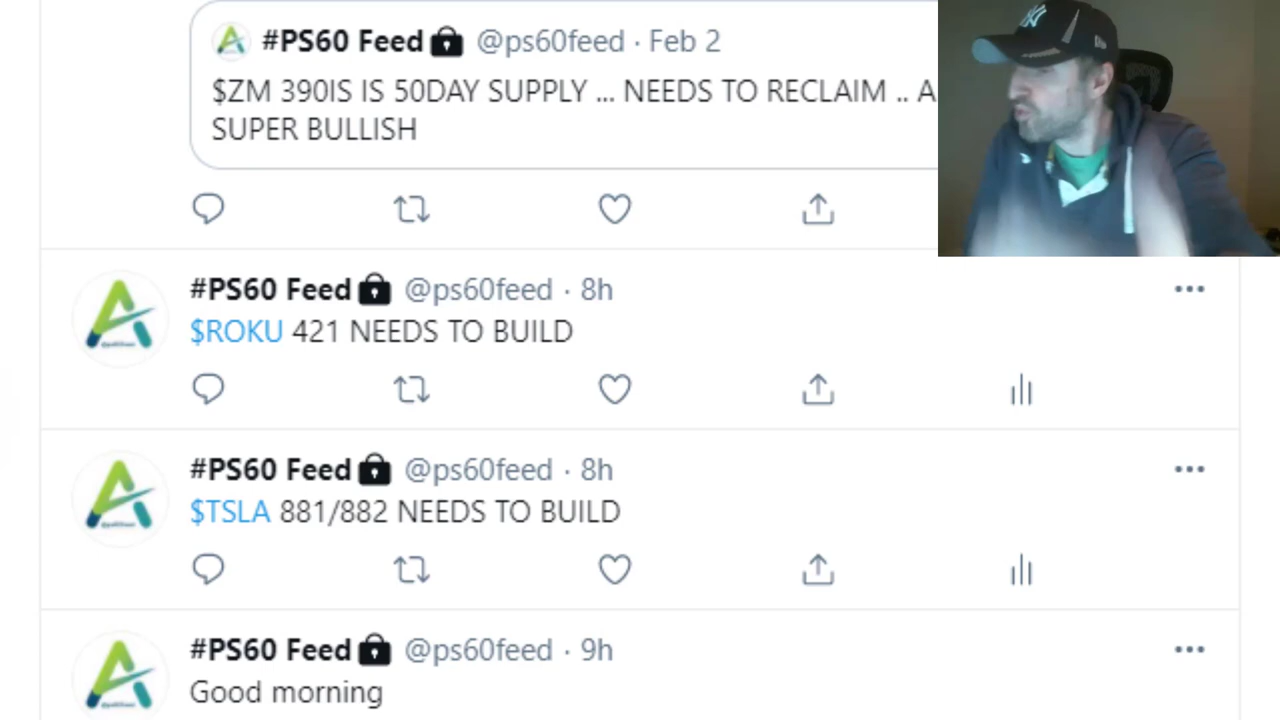 #PS60 Feed🔒 @ps60feed · Feb 2
$ZM 390IS IS 50DAY SUPPLY ... NEEDS TO RECLAIM .. A
SUPER BULLISH
#PS60 Feed🔒 @ps60feed · 8h
$ROKU 421 NEEDS TO BUILD
#PS60 Feed🔒 @ps60feed · 8h
$TSLA 881/882 NEEDS TO BUILD
#PS60 Feed🔒 @ps60feed · 9h
Good morning